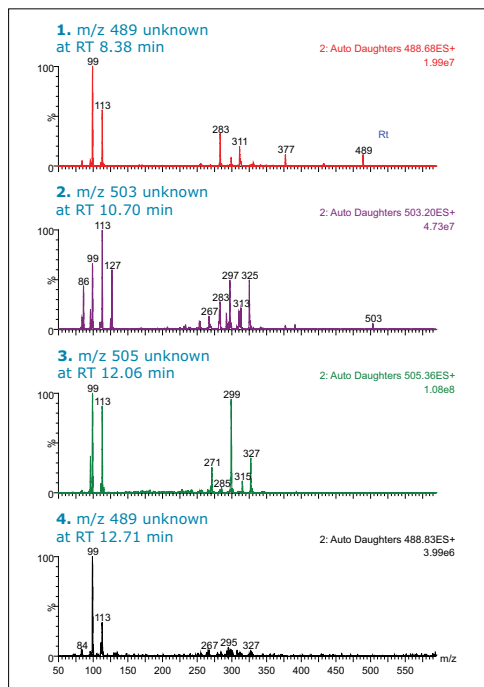 1. m/z 489 unknown
at RT 8.38 min
2: Auto Daughters 488.68ES+
1.99e7
100
%
0
99
113
283
311
377
489
Rt
2. m/z 503 unknown
at RT 10.70 min
2: Auto Daughters 503.20ES+
4.73e7
100
%
0
86
99
113
127
267
283
297
313
325
503
3. m/z 505 unknown
at RT 12.06 min
2: Auto Daughters 505.36ES+
1.08e8
100
%
0
99
113
271
285
299
315
327
4. m/z 489 unknown
at RT 12.71 min
2: Auto Daughters 488.83ES+
3.99e6
100
%
0
84
99
113
267
295
327
50 100 150 200 250 300 350 400 450 500 550 m/z